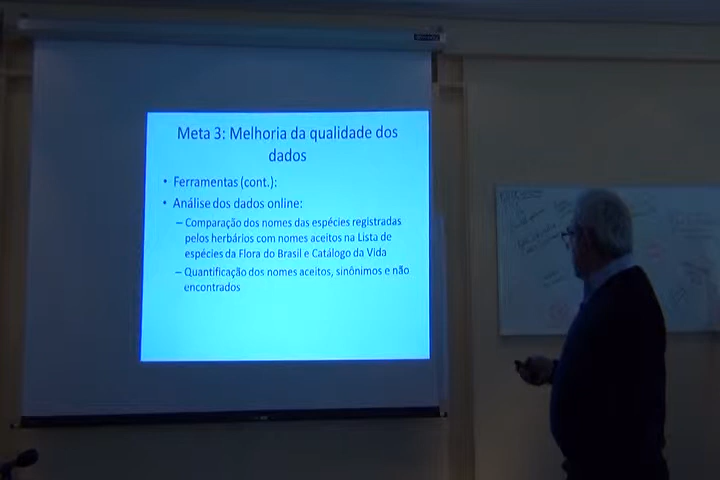 Meta 3: Melhoria da qualidade dos
dados
• Ferramentas (cont.):
• Análise dos dados online:
– Comparação dos nomes das espécies registradas
pelos herbários com nomes aceitos na Lista de
espécies da Flora do Brasil e Catálogo da Vida
– Quantificação dos nomes aceitos, sinônimos e não
encontrados